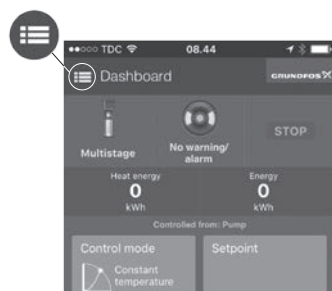 TDC 08.44
Dashboard GRUNDFOS
Multistage
No warning/
alarm
STOP
Heat energy
0
kWh
Energy
0
kWh
Controlled from: Pump
Control mode
Constant
temperature
Setpoint